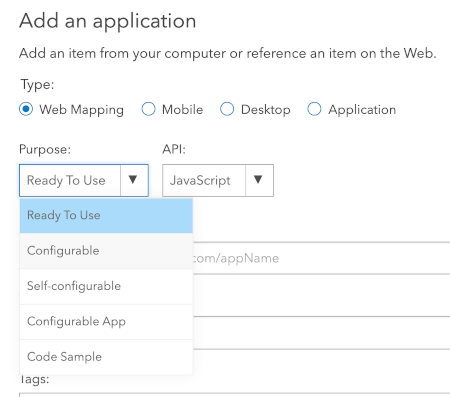 Add an application
Add an item from your computer or reference an item on the Web.
Type:
Web Mapping Mobile Desktop Application
Purpose: API:
Ready To Use JavaScript
Ready To Use
Configurable
com/appName
Self-configurable
Configurable App
Code Sample
Tags: